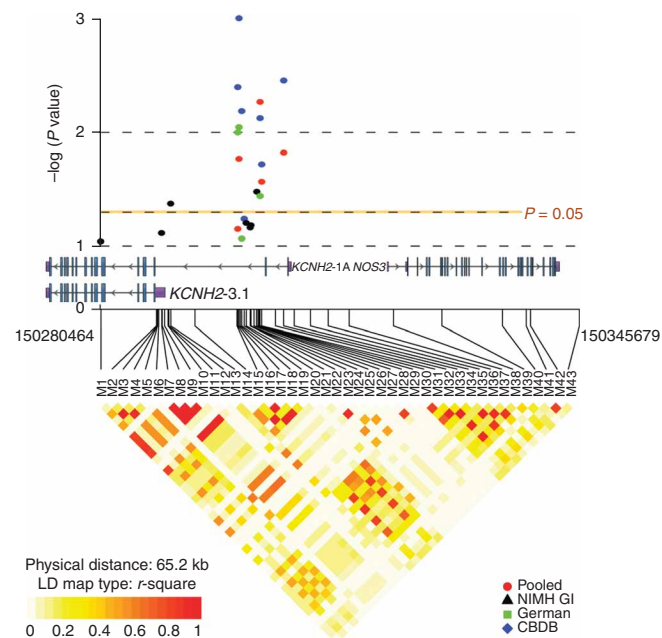 3
2
1
0
–log (P value)
P = 0.05
KCNH2-1A NOS3
KCNH2-3.1
150280464
150345679
M1
M2
M3
M4
M5
M6
M7
M8
M9
M10
M11
M12
M13
M14
M15
M16
M17
M18
M19
M20
M21
M22
M23
M24
M25
M26
M27
M28
M29
M30
M31
M32
M33
M34
M35
M36
M37
M38
M39
M40
M41
M42
M43
Physical distance: 65.2 kb
LD map type: r-square
0 0.2 0.4 0.6 0.8 1
Pooled
NIMH GI
German
CBDB